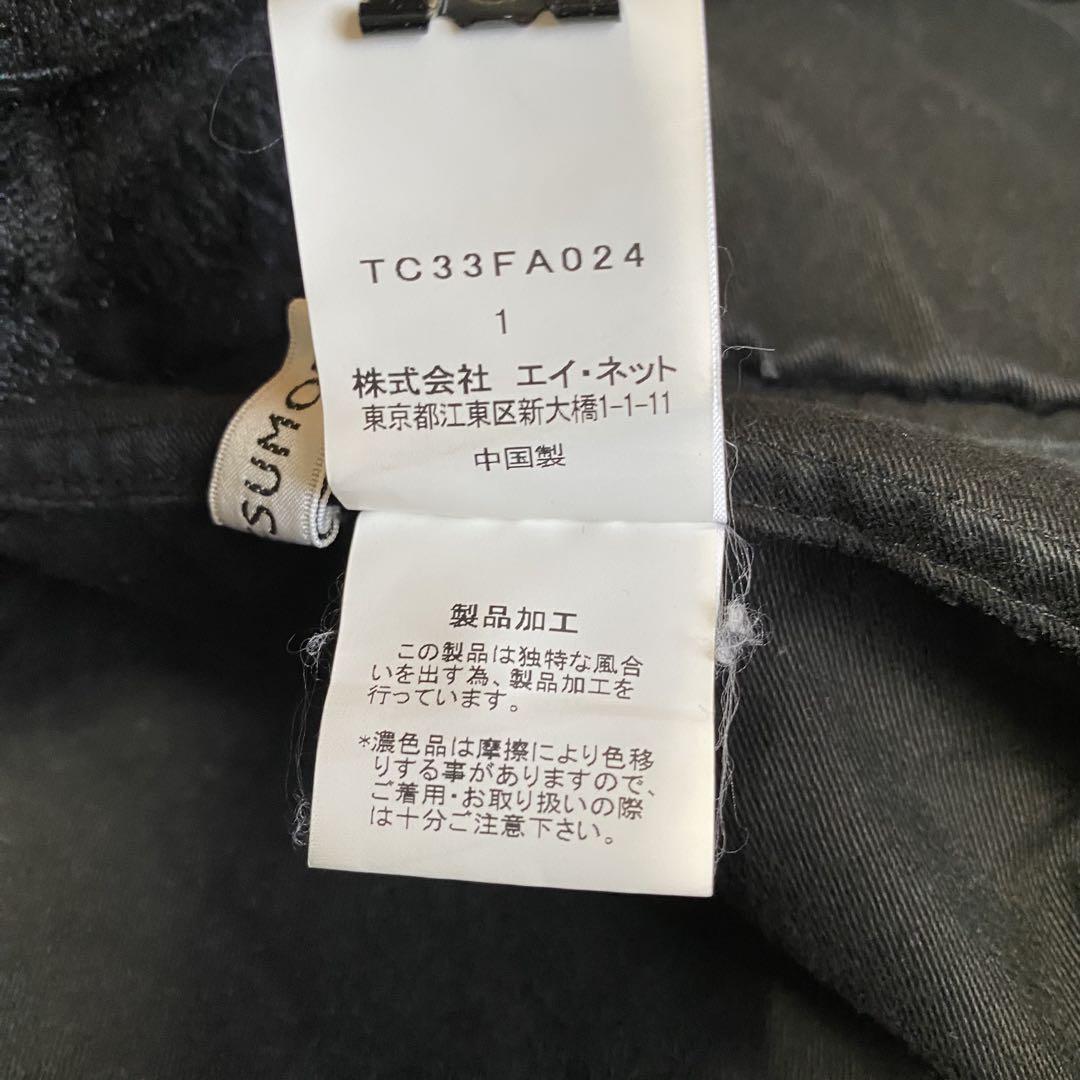 TC33FA024
1
株式会社 エイ・ネット
東京都江東区新大橋1-1-11
中国製
SUMO
製品加工
この製品は独特な風合
いを出す為、製品加工を
行っています。
*濃色品は摩擦により色移
りする事がありますので、
ご着用・お取り扱いの際
は十分ご注意下さい。